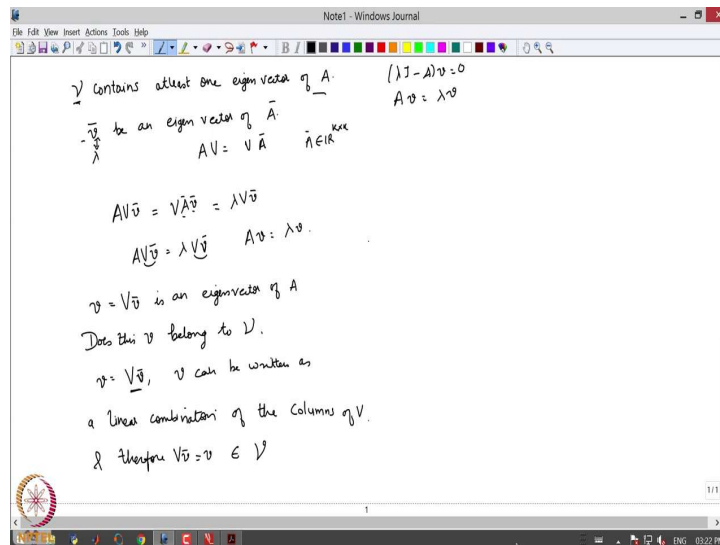 Note1 - Windows Journal
File Edit View Insert Actions Tools Help
𝒱 contains atleast one eigen vector of A.
(λI - A)v = 0
Av = λv
- v̄ be an eigen vector of Ā.
λ
AV = V Ā
Ā ∈ ℝ^{k×k}
AVv̄ = VĀv̄ = λVv̄
AVv̄ = λVv̄ Av = λv.
v = Vv̄ is an eigenvector of A
Does this v belong to 𝒱.
v = Vv̄, v can be written as
a linear combination of the columns of V.
& therefore Vv̄ = v ∈ 𝒱
1/1
1
NPTEL
ENG 03:22 PM